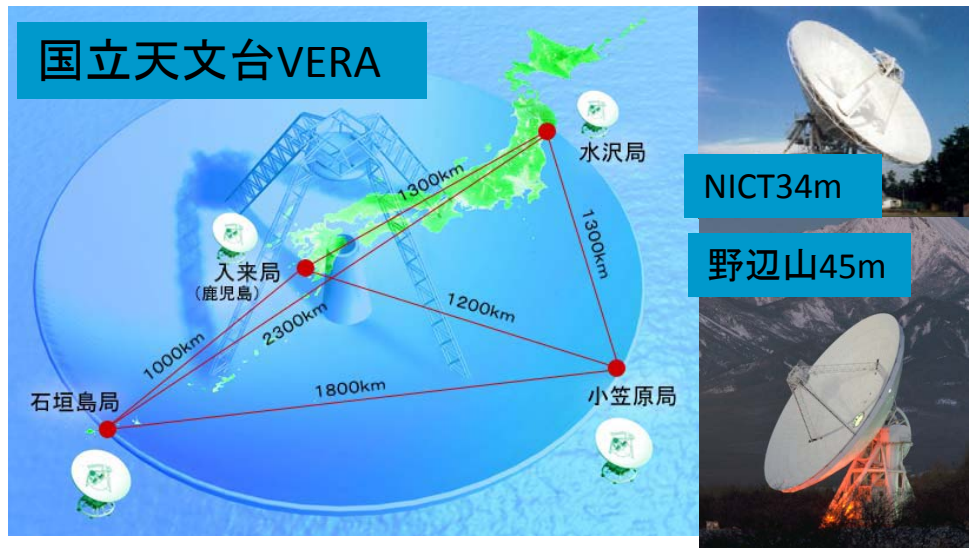 国立天文台VERA
水沢局
1300km
1300km
入来局
(鹿児島)
1200km
2300km
1000km
1800km
石垣島局
小笠原局
NICT34m
野辺山45m